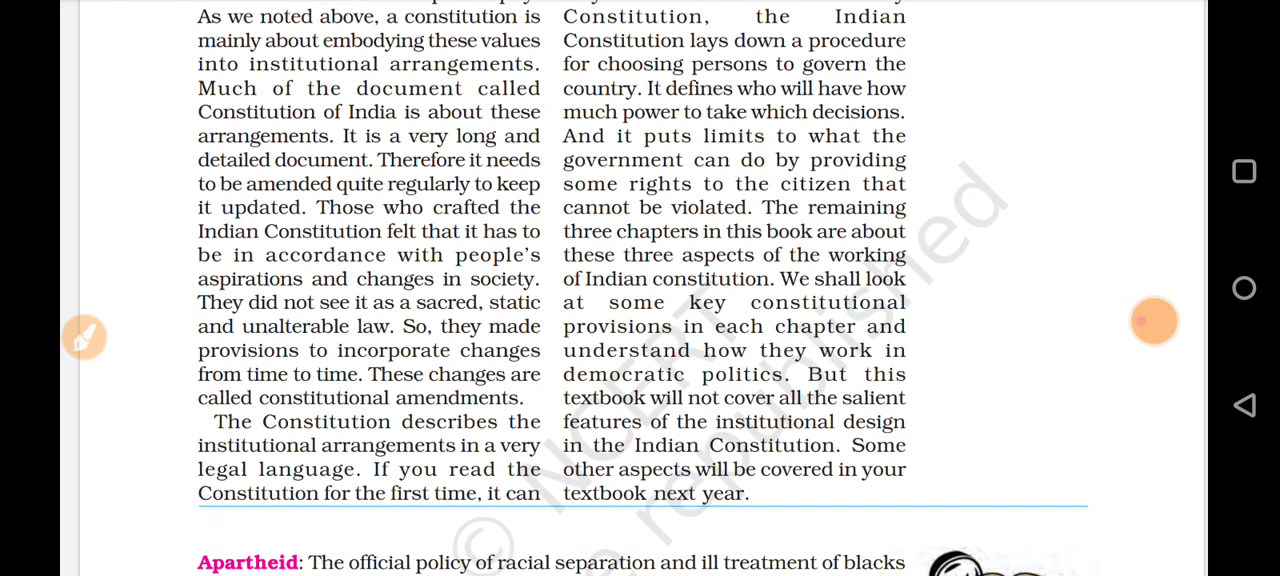 As we noted above, a constitution is
mainly about embodying these values
into institutional arrangements.
Much of the document called
Constitution of India is about these
arrangements. It is a very long and
detailed document. Therefore it needs
to be amended quite regularly to keep
it updated. Those who crafted the
Indian Constitution felt that it has to
be in accordance with people's
aspirations and changes in society.
They did not see it as a sacred, static
and unalterable law. So, they made
provisions to incorporate changes
from time to time. These changes are
called constitutional amendments.
The Constitution describes the
institutional arrangements in a very
legal language. If you read the
Constitution for the first time, it can
Constitution, the Indian
Constitution lays down a procedure
for choosing persons to govern the
country. It defines who will have how
much power to take which decisions.
And it puts limits to what the
government can do by providing
some rights to the citizen that
cannot be violated. The remaining
three chapters in this book are about
these three aspects of the working
of Indian constitution. We shall look
at some key constitutional
provisions in each chapter and
understand how they work in
democratic politics. But this
textbook will not cover all the salient
features of the institutional design
in the Indian Constitution. Some
other aspects will be covered in your
textbook next year.
Apartheid: The official policy of racial separation and ill treatment of blacks
© NCERT
republished